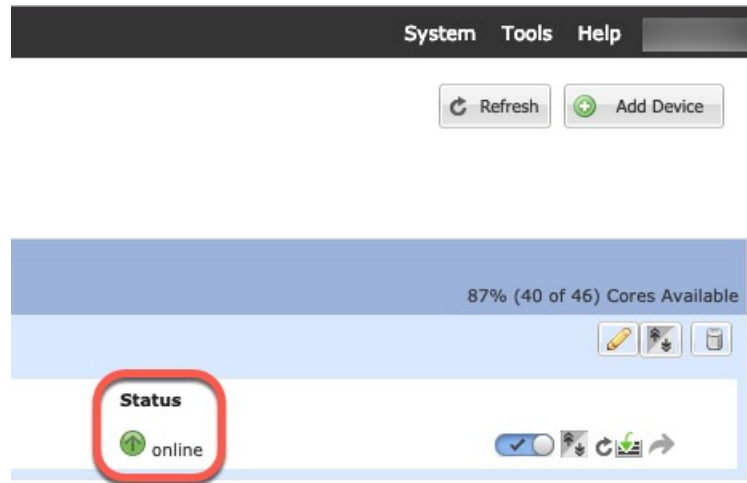 System Tools Help
Refresh Add Device
87% (40 of 46) Cores Available
Status
online